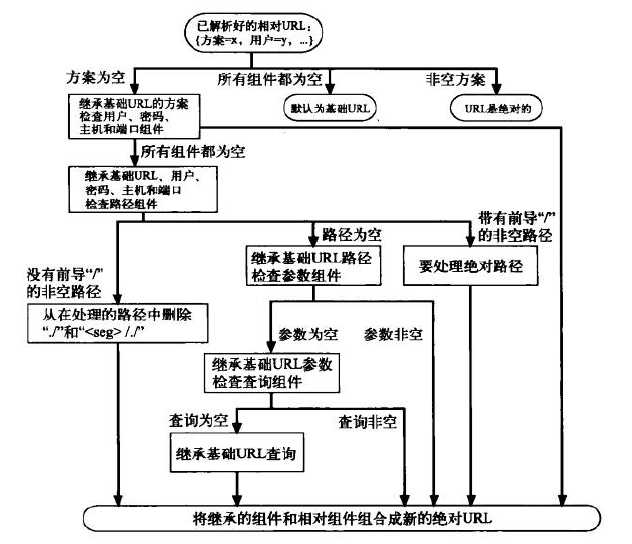 已解析好的相对URL：
{方案=x，用户=y，...}
方案为空
所有组件都为空
非空方案
继承基础URL的方案
检查用户、密码、
主机和端口组件
默认为基础URL
URL是绝对的
所有组件都为空
继承基础URL、用户、
密码、主机和端口
检查路径组件
带有前导“/”
的非空路径
路径为空
没有前导“/”
的非空路径
继承基础URL路径
检查参数组件
要处理绝对路径
从在处理的路径中删除
“./”和“<seg> /./”
参数为空
参数非空
继承基础URL参数
检查查询组件
查询为空
查询非空
继承基础URL查询
将继承的组件和相对组件组合成新的绝对URL